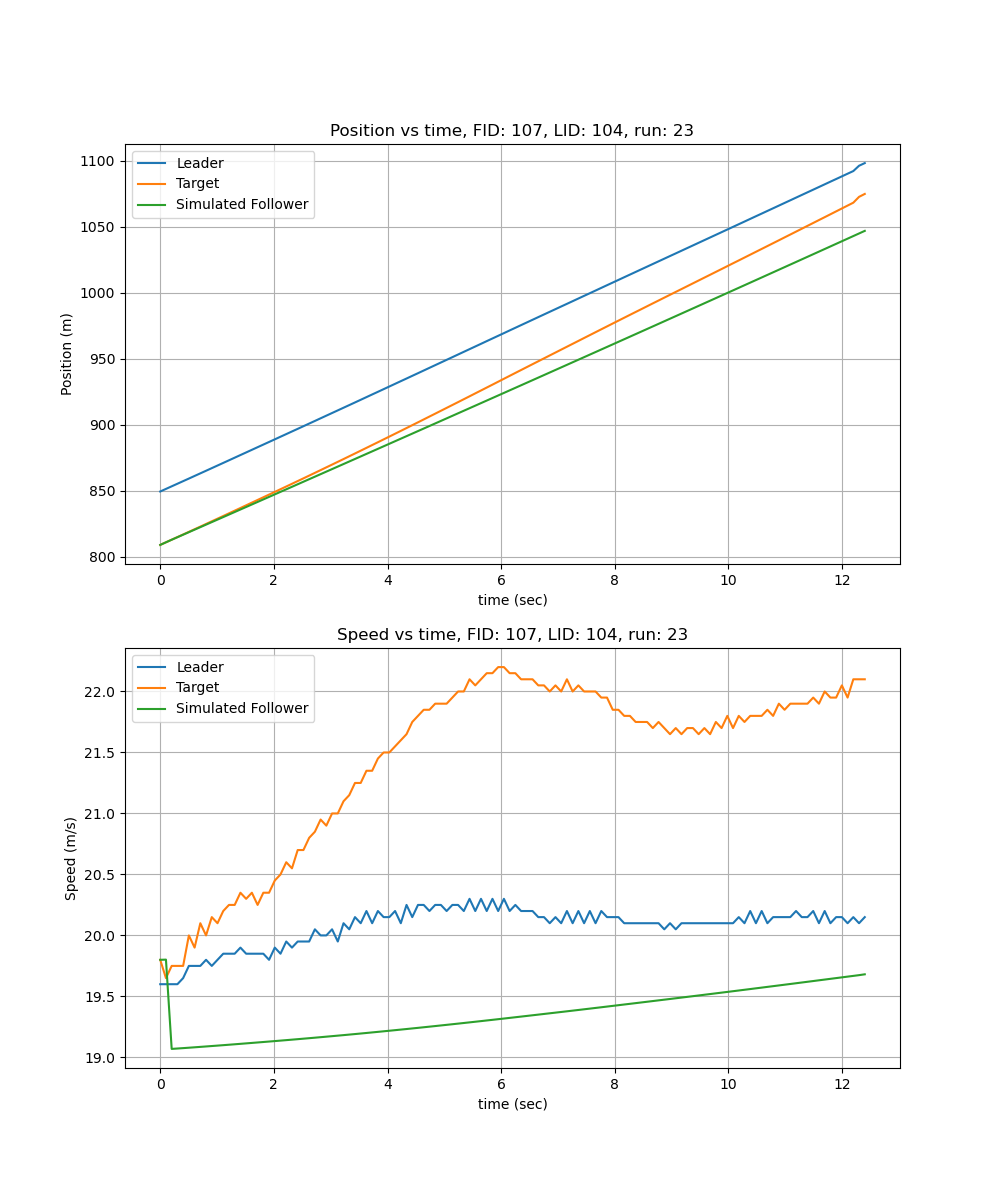 Position vs time, FID: 107, LID: 104, run: 23
Leader
Target
Simulated Follower
1100
1050
1000
950
900
850
800
Position (m)
0 2 4 6 8 10 12
time (sec)
Speed vs time, FID: 107, LID: 104, run: 23
Leader
Target
Simulated Follower
22.0
21.5
21.0
20.5
20.0
19.5
19.0
Speed (m/s)
0 2 4 6 8 10 12
time (sec)